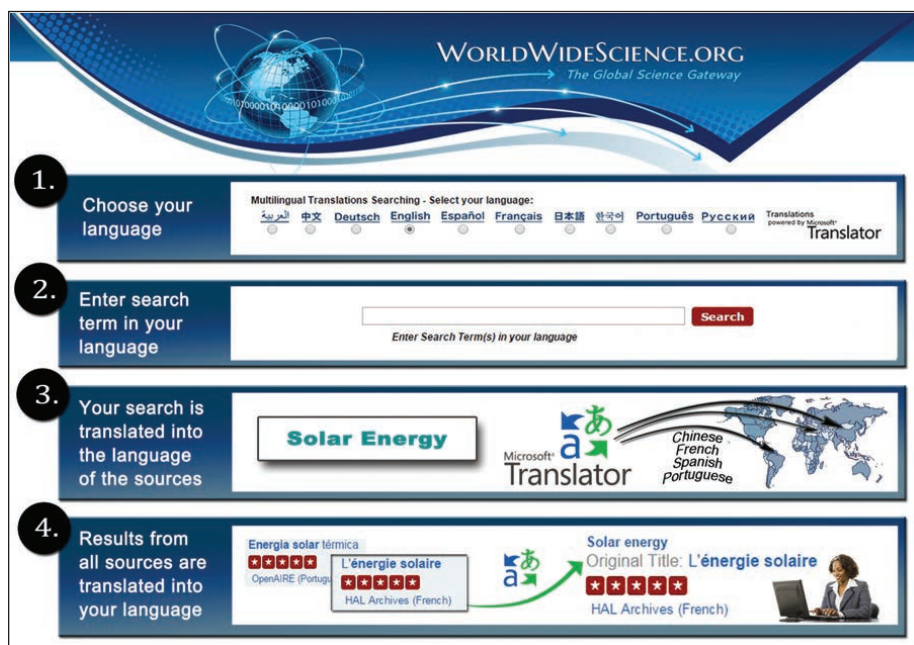 WORLDWIDESCIENCE.ORG
The Global Science Gateway
1.
Choose your
language
Multilingual Translations Searching - Select your language:
العربية 中文 Deutsch English Español Français 日本語 한국어 Português Русский
Translations
powered by Microsoft®
Translator
2.
Enter search
term in your
language
Search
Enter Search Term(s) in your language
3.
Your search is
translated into
the language
of the sources
Solar Energy
あ
a
Microsoft®
Translator
Chinese
French
Spanish
Portuguese
4.
Results from
all sources are
translated into
your language
Energia solar térmica
OpenAIRE (Portugu
L'énergie solaire
HAL Archives (French)
あ
a
Solar energy
Original Title: L'énergie solaire
HAL Archives (French)